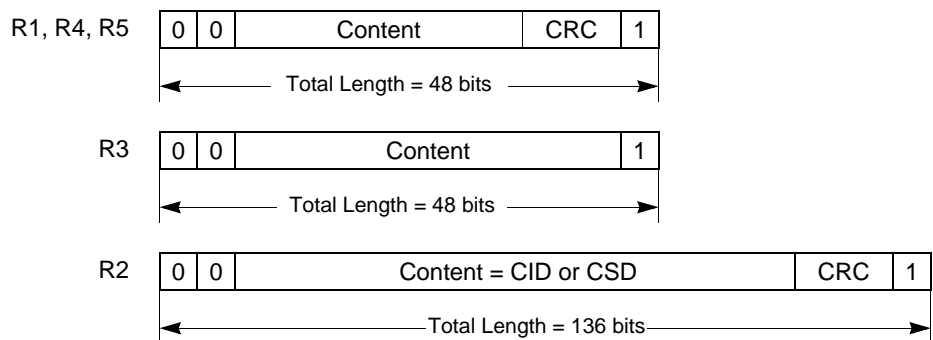 R1, R4, R5 0 0 Content CRC 1
Total Length = 48 bits
R3 0 0 Content 1
Total Length = 48 bits
R2 0 0 Content = CID or CSD CRC 1
Total Length = 136 bits